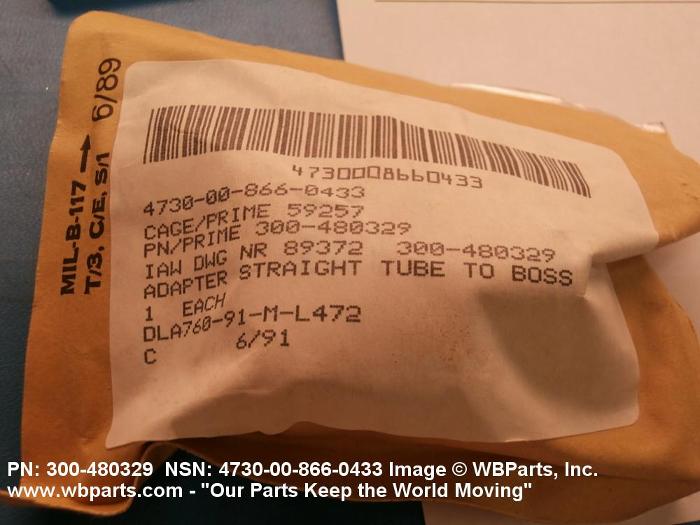 MIL-B-117 → 6/89
T/3, C/E, S/1
4730008660433
4730-00-866-0433
CAGE/PRIME 59257
PN/PRIME 300-480329
IAW DWG NR 89372 300-480329
ADAPTER STRAIGHT TUBE TO BOSS
1 EACH
DLA760-91-M-L472
C 6/91
PN: 300-480329 NSN: 4730-00-866-0433 Image © WBParts, Inc.
www.wbparts.com - "Our Parts Keep the World Moving"